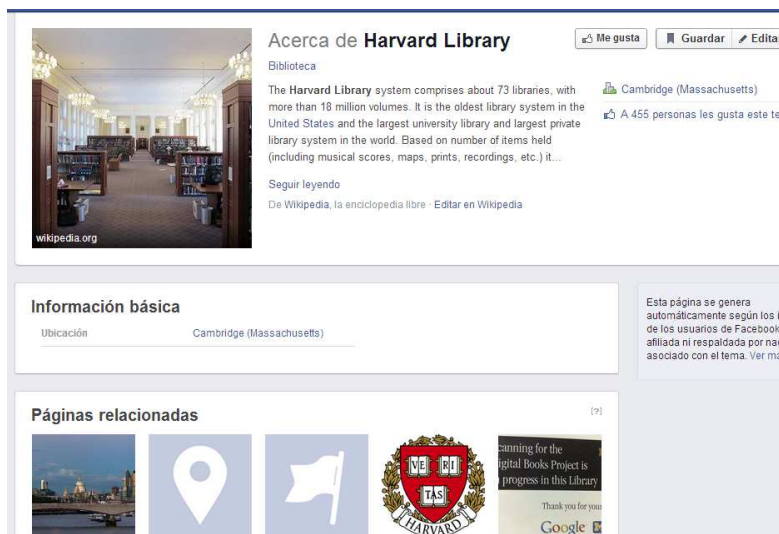 Acerca de Harvard Library
Me gusta
Guardar
Biblioteca
The Harvard Library system comprises about 73 libraries, with
more than 18 million volumes. It is the oldest library system in the
United States and the largest university library and largest private
library system in the world. Based on number of items held
(including musical scores, maps, prints, recordings, etc.) it...
Seguir leyendo
De Wikipedia, la enciclopedia libre · Editar en Wikipedia
wikipedia.org
Cambridge (Massachusetts)
A 455 personas les gusta este
Información básica
Ubicación Cambridge (Massachusetts)
Esta página se genera
automáticamente según los
de los usuarios de Facebook
afiliada ni respaldada por
asociado con el tema. Ver
Páginas relacionadas
[?]
VE RI
TAS
HARVARD
for the
Books Project is
progress in this Library
Thank you for
Google